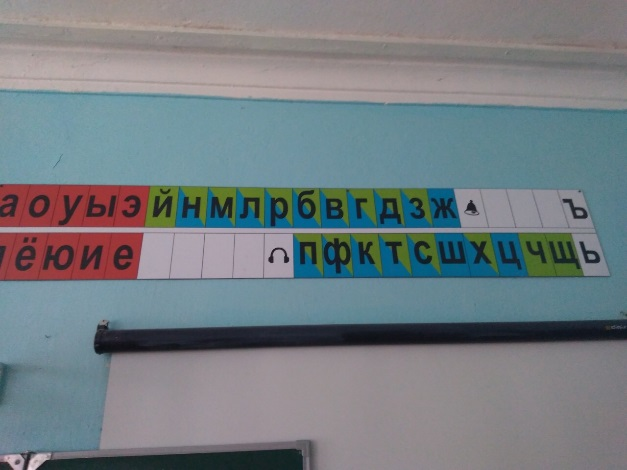 а о у ы э й н м л р б в г д з ж ъ
ё ю и е п ф к т с ш х ц ч щ ь